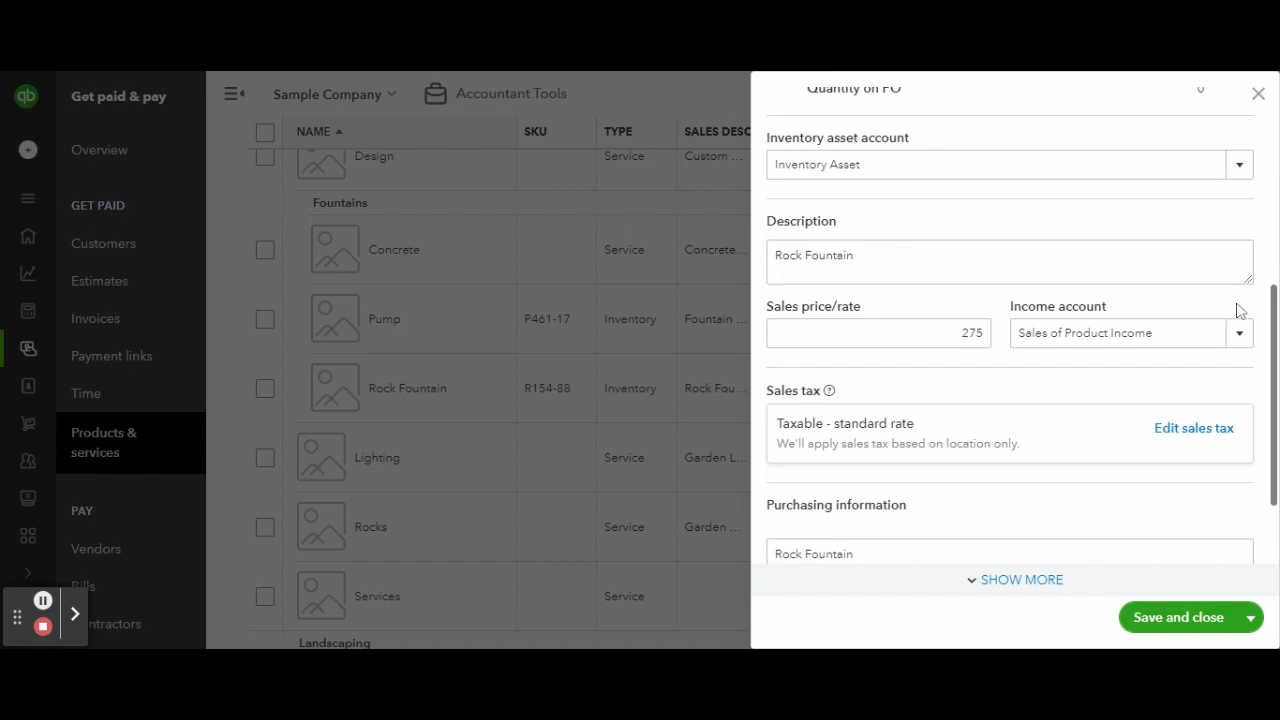 qb
Get paid & pay
Overview
GET PAID
Customers
Estimates
Invoices
Payment links
Time
Products &
services
PAY
Vendors
Bills
ntractors
Sample Company
Accountant Tools
NAME
SKU
TYPE
SALES DESC
Design
Service
Custom ...
Fountains
Concrete
Service
Concrete...
Pump
P461-17
Inventory
Fountain ...
Rock Fountain
R154-88
Inventory
Rock Fou...
Lighting
Service
Garden L...
Rocks
Service
Garden ...
Services
Service
Landscaping
Quantity on PO
0
Inventory asset account
Inventory Asset
Description
Rock Fountain
Sales price/rate
Income account
275
Sales of Product Income
Sales tax
Taxable - standard rate
We'll apply sales tax based on location only.
Edit sales tax
Purchasing information
Rock Fountain
SHOW MORE
Save and close